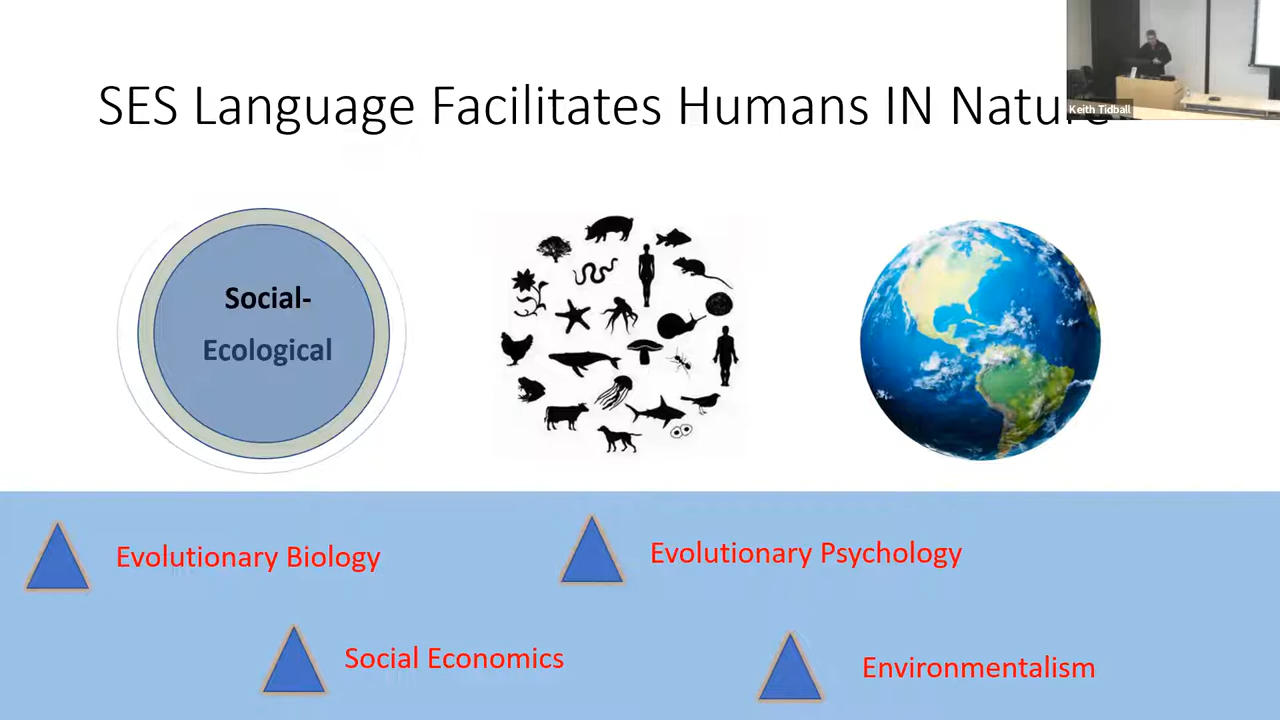 SES Language Facilitates Humans IN Nature
Keith Tidball
Social-
Ecological
Evolutionary Biology
Evolutionary Psychology
Social Economics
Environmentalism